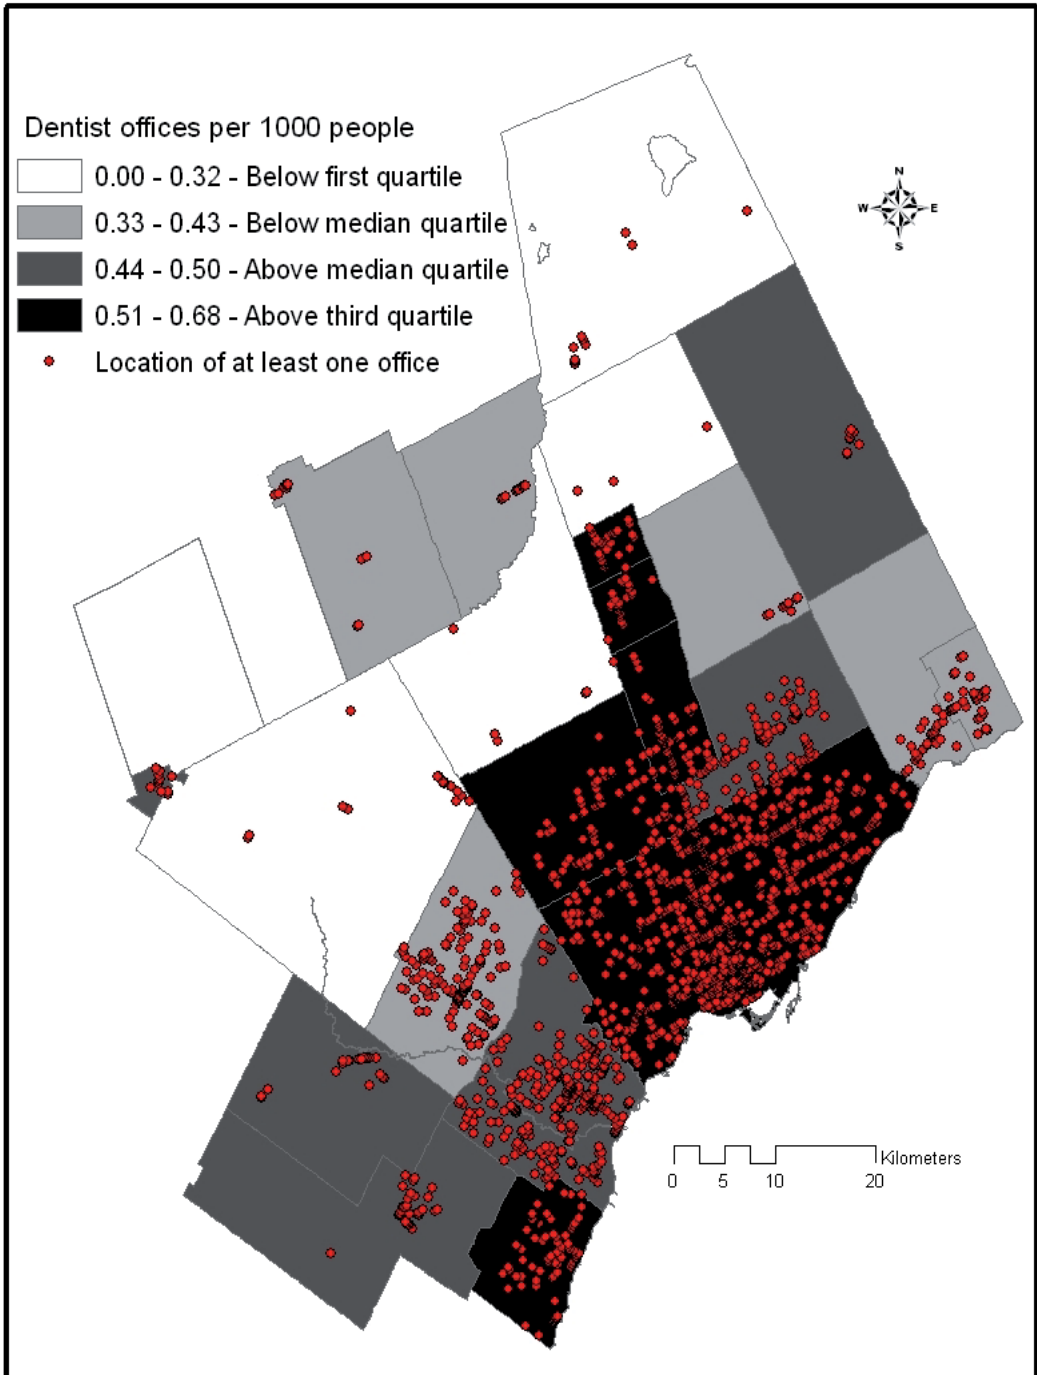 Dentist offices per 1000 people
0.00 - 0.32 - Below first quartile
0.33 - 0.43 - Below median quartile
0.44 - 0.50 - Above median quartile
0.51 - 0.68 - Above third quartile
Location of at least one office
N
W E
S
Kilometers
0 5 10 20